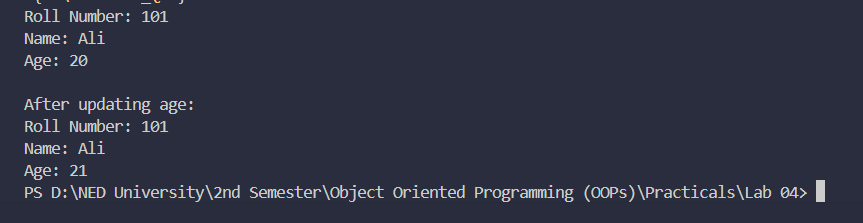 Roll Number: 101
Name: Ali
Age: 20

After updating age:
Roll Number: 101
Name: Ali
Age: 21
PS D:\NED University\2nd Semester\Object Oriented Programming (OOPs)\Practicals\Lab 04>